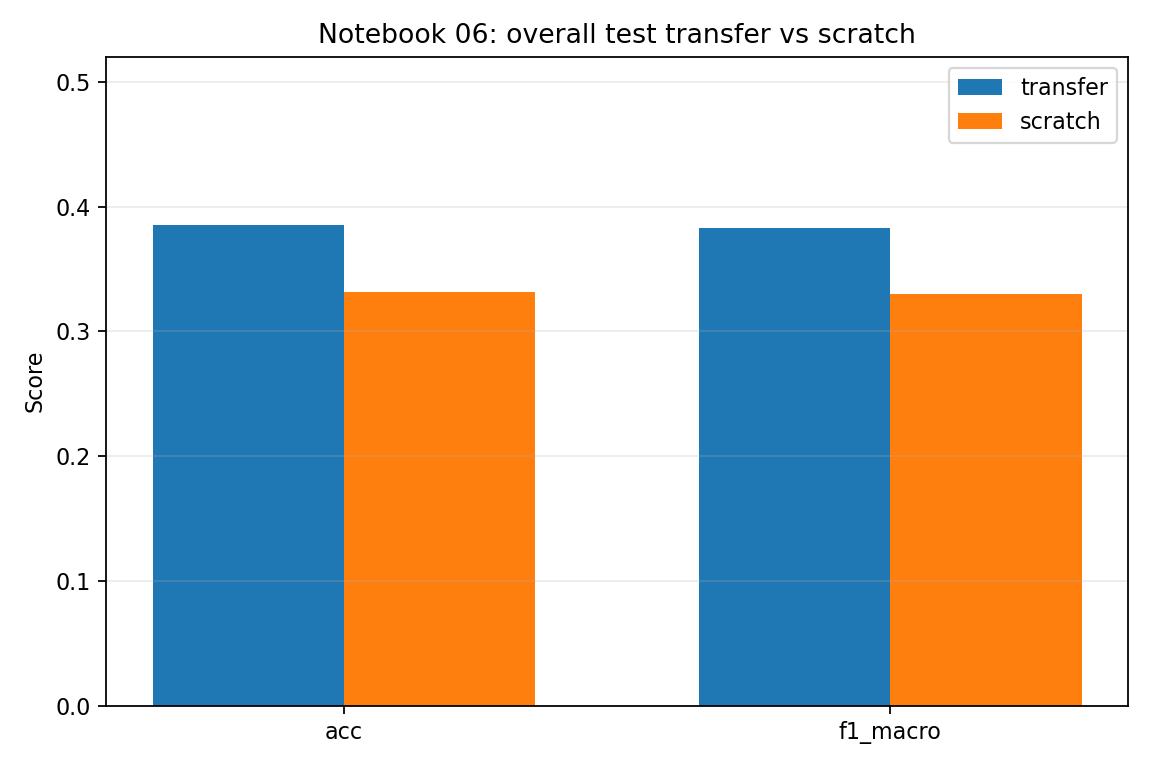 Notebook 06: overall test transfer vs scratch
transfer
scratch
Score
0.5
0.4
0.3
0.2
0.1
0.0
acc
f1_macro